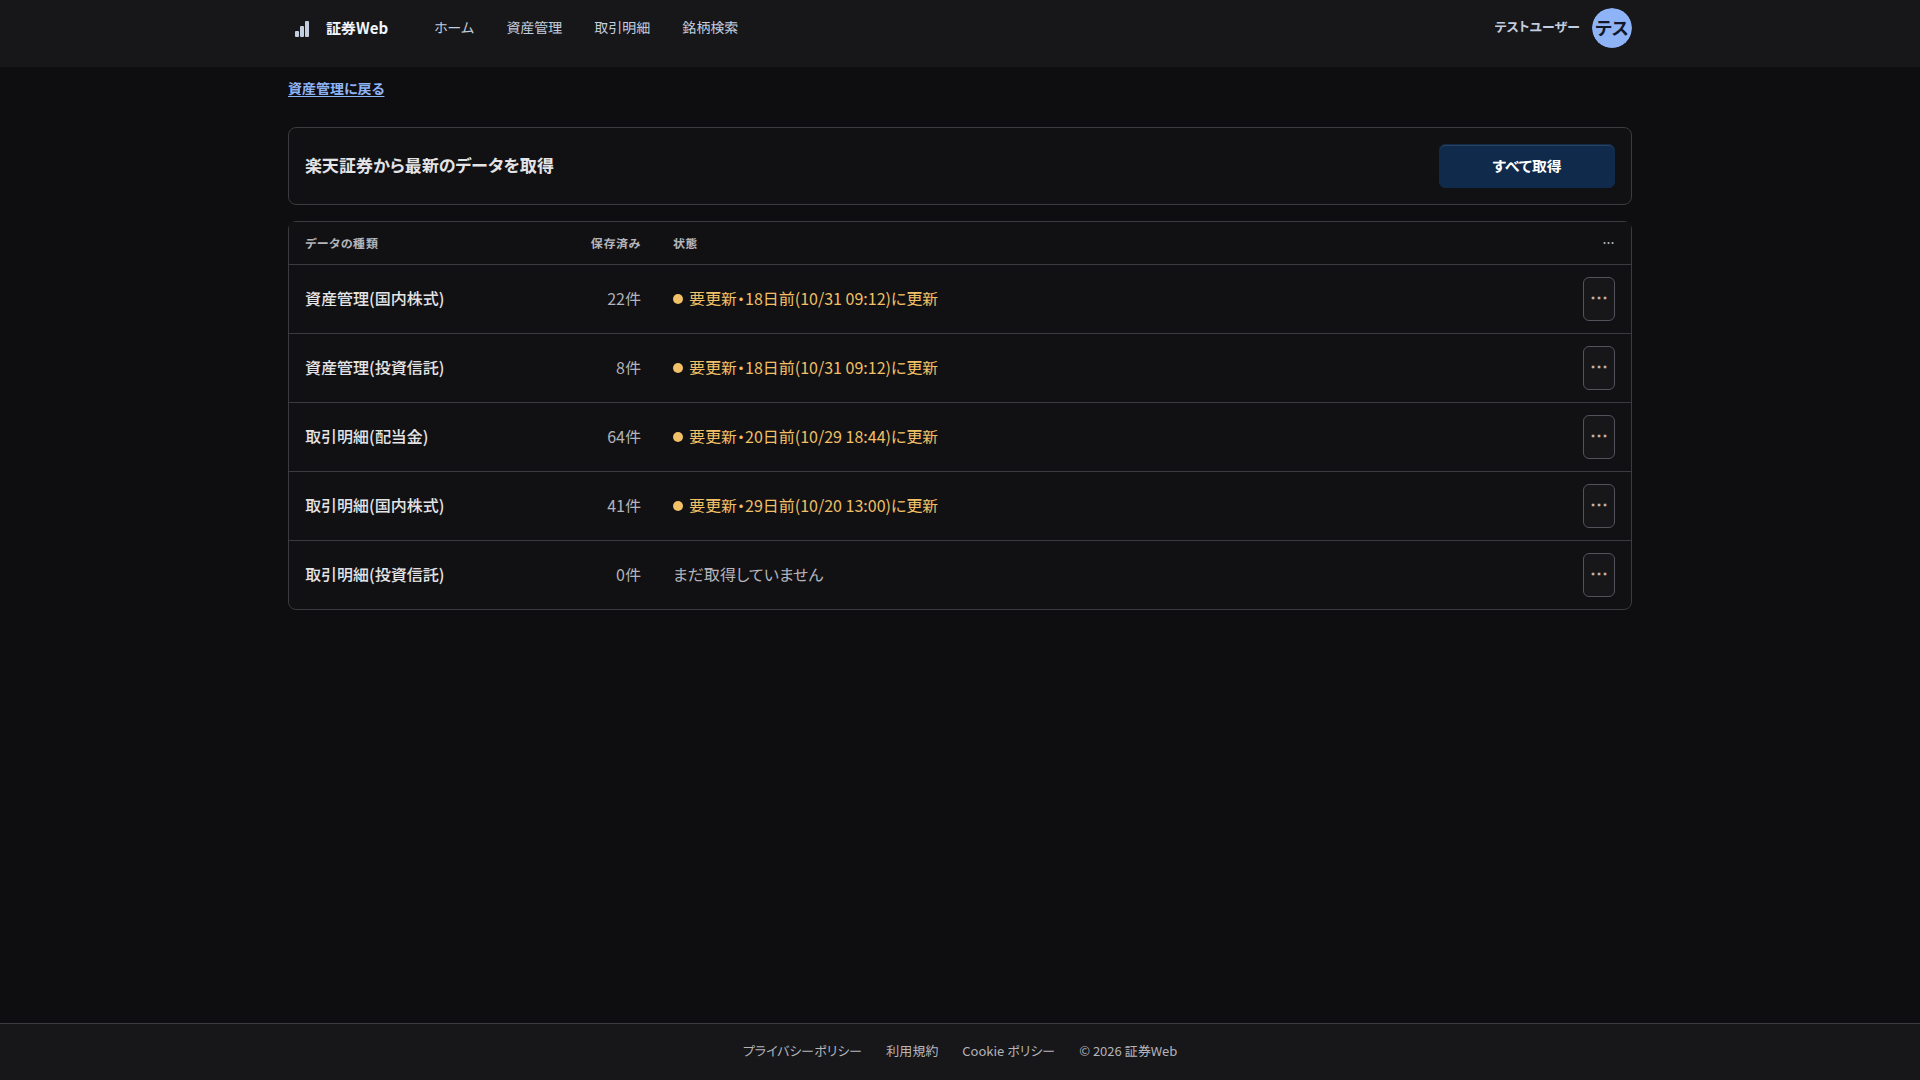 証券Web ホーム 資産管理 取引明細 銘柄検索 テストユーザー テス
資産管理に戻る
楽天証券から最新のデータを取得 すべて取得
データの種類 保存済み 状態 …
資産管理(国内株式) 22件 要更新・18日前(10/31 09:12)に更新 …
資産管理(投資信託) 8件 要更新・18日前(10/31 09:12)に更新 …
取引明細(配当金) 64件 要更新・20日前(10/29 18:44)に更新 …
取引明細(国内株式) 41件 要更新・29日前(10/20 13:00)に更新 …
取引明細(投資信託) 0件 まだ取得していません …
プライバシーポリシー 利用規約 Cookie ポリシー © 2026 証券Web